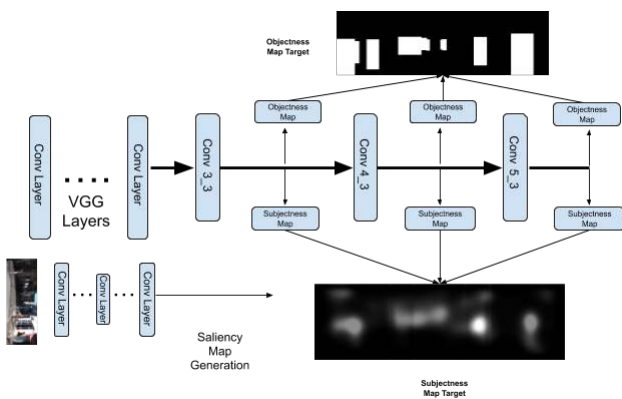 Objectness
Map Target
Objectness
Map
Objectness
Map
Objectness
Map
Conv Layer
Conv Layer
VGG
Layers
Conv 3_3
Conv 4_3
Conv 5_3
Subjectness
Map
Subjectness
Map
Subjectness
Map
Conv Layer
Conv Layer
Conv Layer
Saliency
Map
Generation
Subjectness
Map Target